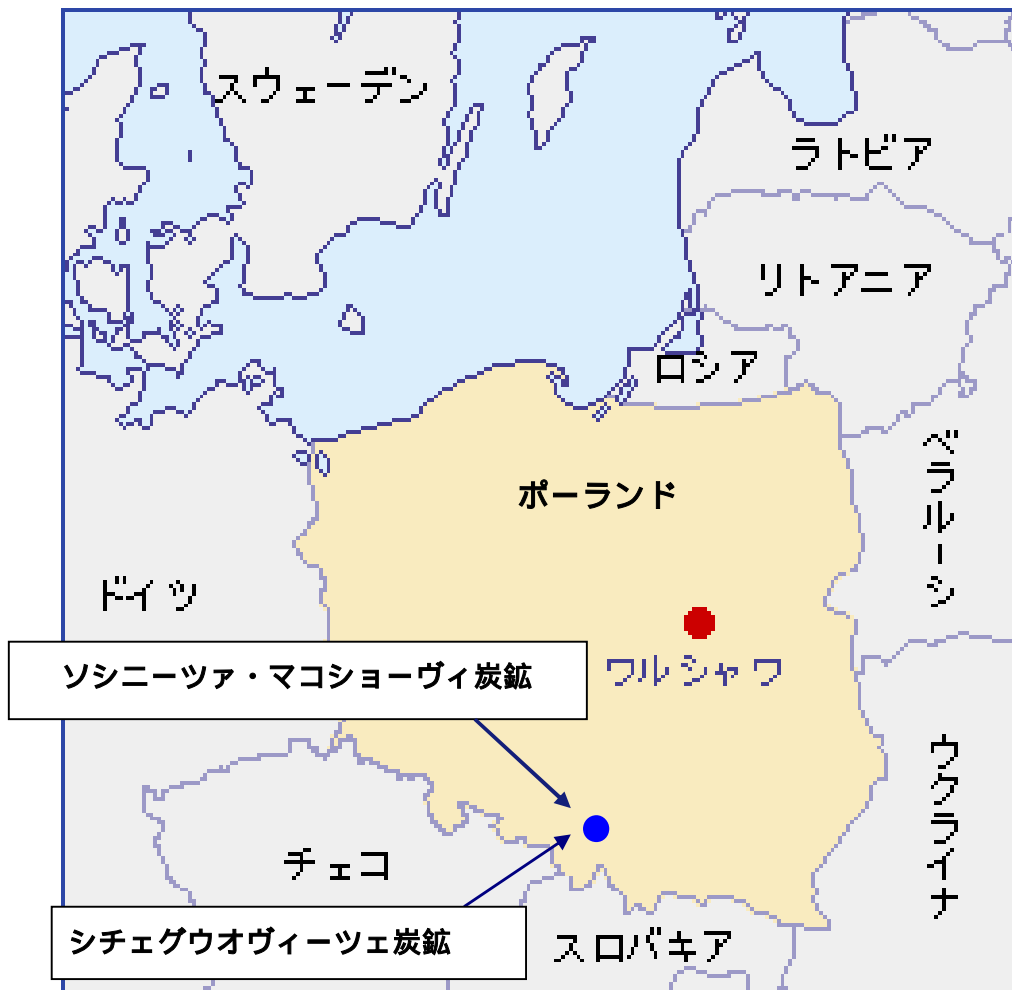 スウェーデン
ラトビア
リトアニア
ロシア
ベラルーシ
ポーランド
ドイツ
ワルシャワ
ソシニーツァ・マコショーヴィ炭鉱
ウクライナ
チェコ
シチェグウオヴィーツェ炭鉱
スロバキア